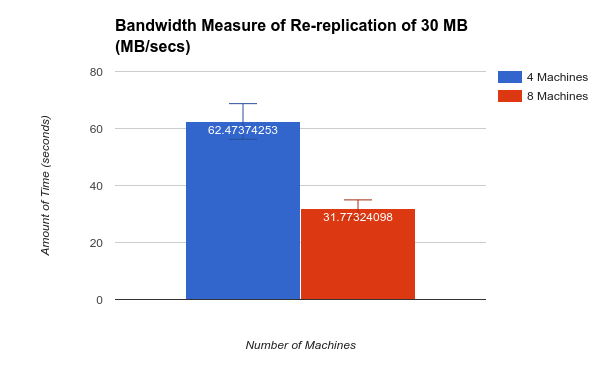 Bandwidth Measure of Re-replication of 30 MB
(MB/secs)
80
60
40
20
0
Amount of Time (seconds)
62.47374253
31.77324098
4 Machines
8 Machines
Number of Machines